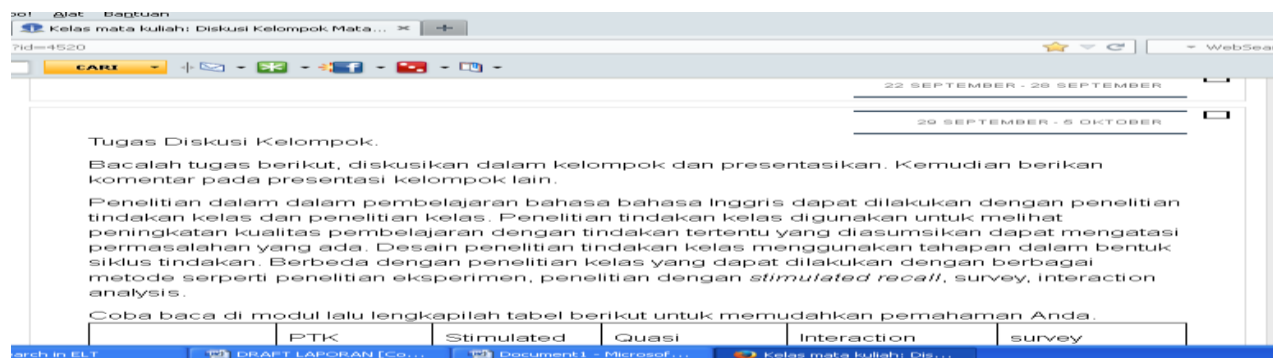 Alat Bantuan
Kelas mata kuliah: Diskusi Kelompok Mata...
?id=4520
WebSear
CARI
22 SEPTEMBER - 28 SEPTEMBER
29 SEPTEMBER - 5 OKTOBER
Tugas Diskusi Kelompok.
Bacalah tugas berikut, diskusikan dalam kelompok dan presentasikan. Kemudian berikan
komentar pada presentasi kelompok lain.
Penelitian dalam dalam pembelajaran bahasa bahasa Inggris dapat dilakukan dengan penelitian
tindakan kelas dan penelitian kelas. Penelitian tindakan kelas digunakan untuk melihat
peningkatan kualitas pembelajaran dengan tindakan tertentu yang diasumsikan dapat mengatasi
permasalahan yang ada. Desain penelitian tindakan kelas menggunakan tahapan dalam bentuk
siklus tindakan. Berbeda dengan penelitian kelas yang dapat dilakukan dengan berbagai
metode serperti penelitian eksperimen, penelitian dengan stimulated recall, survey, interaction
analysis.
Coba baca di modul lalu lengkapilah tabel berikut untuk memudahkan pemahaman Anda.
PTK Stimulated Quasi Interaction survey
arch in ELT DRAFT LAPORAN [Co... Document1 - Microsof... Kelas mata kuliah: Dis...